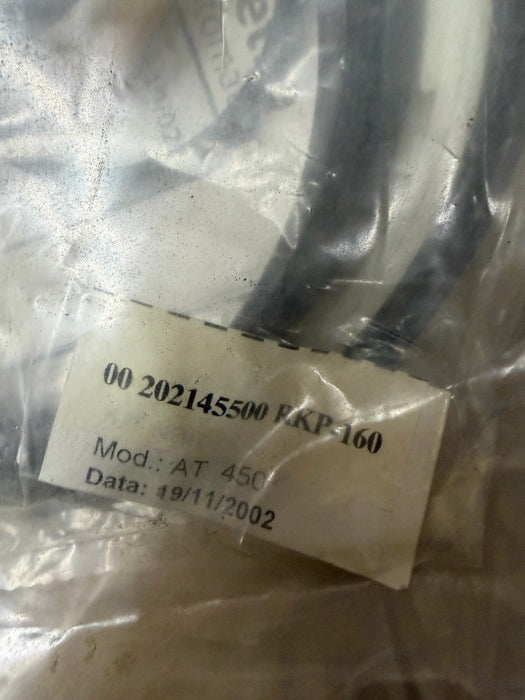 00 202145500 RKP-160
Mod.: AT 450
Data: 19/11/2002